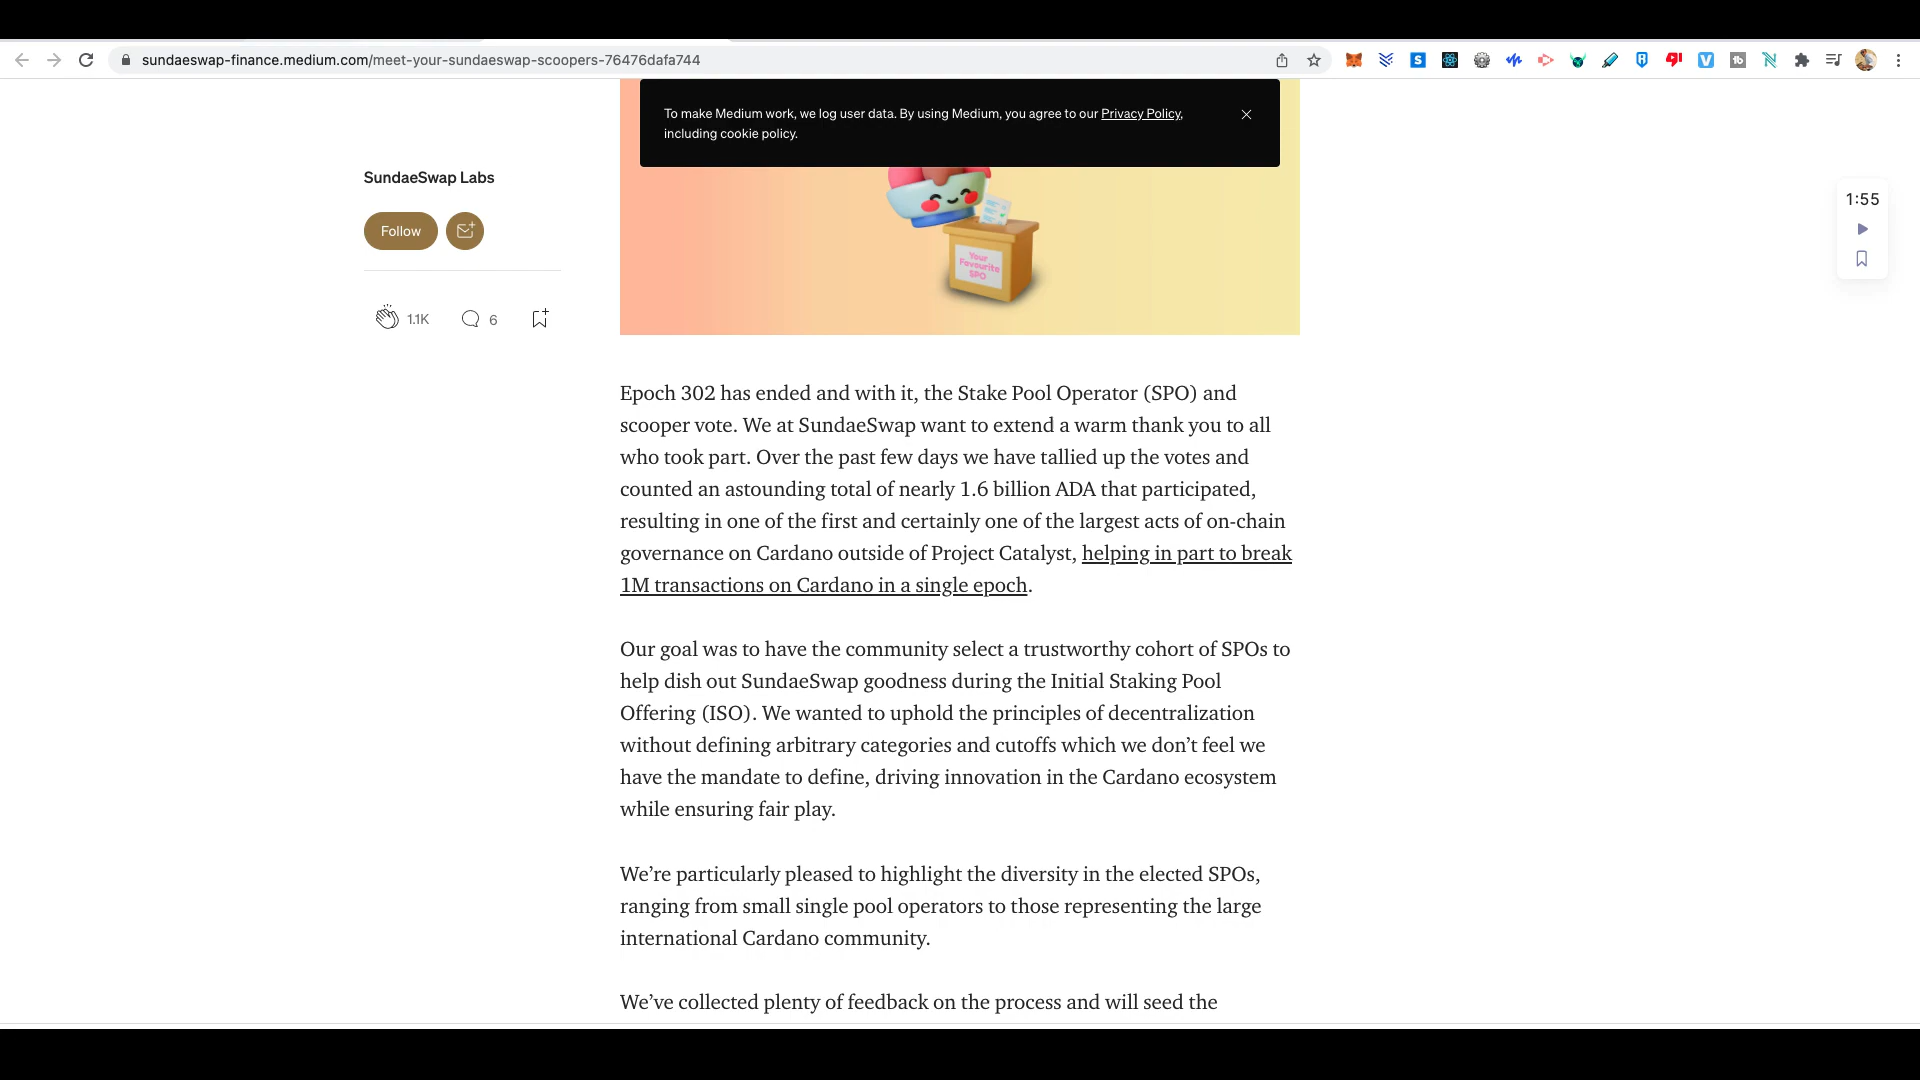 sundaeswap-finance.medium.com/meet-your-sundaeswap-scoopers-76476dafa744
To make Medium work, we log user data. By using Medium, you agree to our Privacy Policy,
including cookie policy.
SundaeSwap Labs
Follow
1.1K
6
1:55
Your
Favourite
SPO
Epoch 302 has ended and with it, the Stake Pool Operator (SPO) and
scooper vote. We at SundaeSwap want to extend a warm thank you to all
who took part. Over the past few days we have tallied up the votes and
counted an astounding total of nearly 1.6 billion ADA that participated,
resulting in one of the first and certainly one of the largest acts of on-chain
governance on Cardano outside of Project Catalyst, helping in part to break
1M transactions on Cardano in a single epoch.
Our goal was to have the community select a trustworthy cohort of SPOs to
help dish out SundaeSwap goodness during the Initial Staking Pool
Offering (ISO). We wanted to uphold the principles of decentralization
without defining arbitrary categories and cutoffs which we don’t feel we
have the mandate to define, driving innovation in the Cardano ecosystem
while ensuring fair play.
We’re particularly pleased to highlight the diversity in the elected SPOs,
ranging from small single pool operators to those representing the large
international Cardano community.
We’ve collected plenty of feedback on the process and will seed the